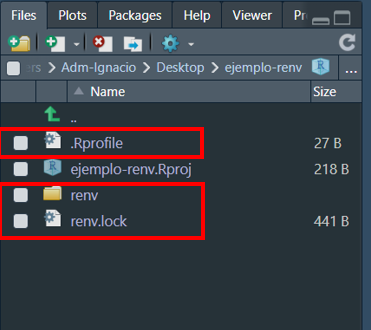 Files Plots Packages Help Viewer Pr
ers Adm-Ignacio Desktop ejemplo-renv R ...
Name Size
..
.Rprofile 27 B
R ejemplo-renv.Rproj 218 B
renv
renv.lock 441 B